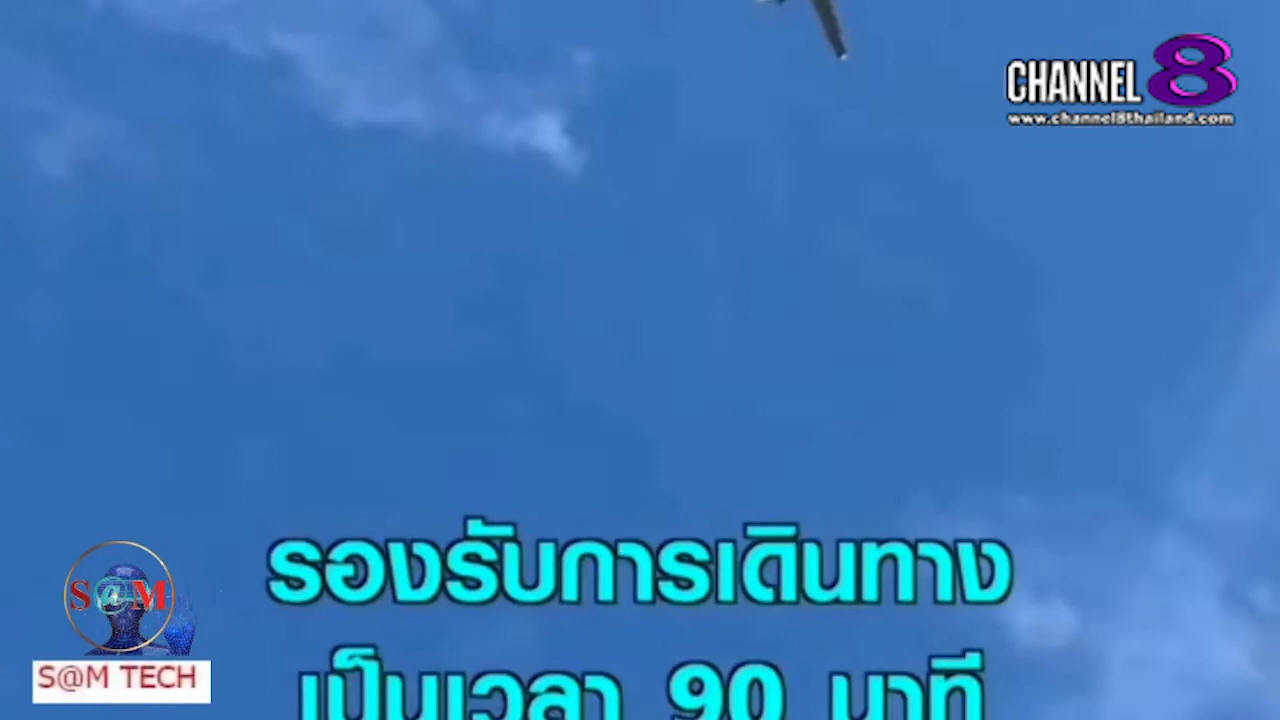 CHANNEL 8
www.channel8thailand.com
รองรับการเดินทาง
S@M
เป็นเวลา 90 นาที
S@M TECH